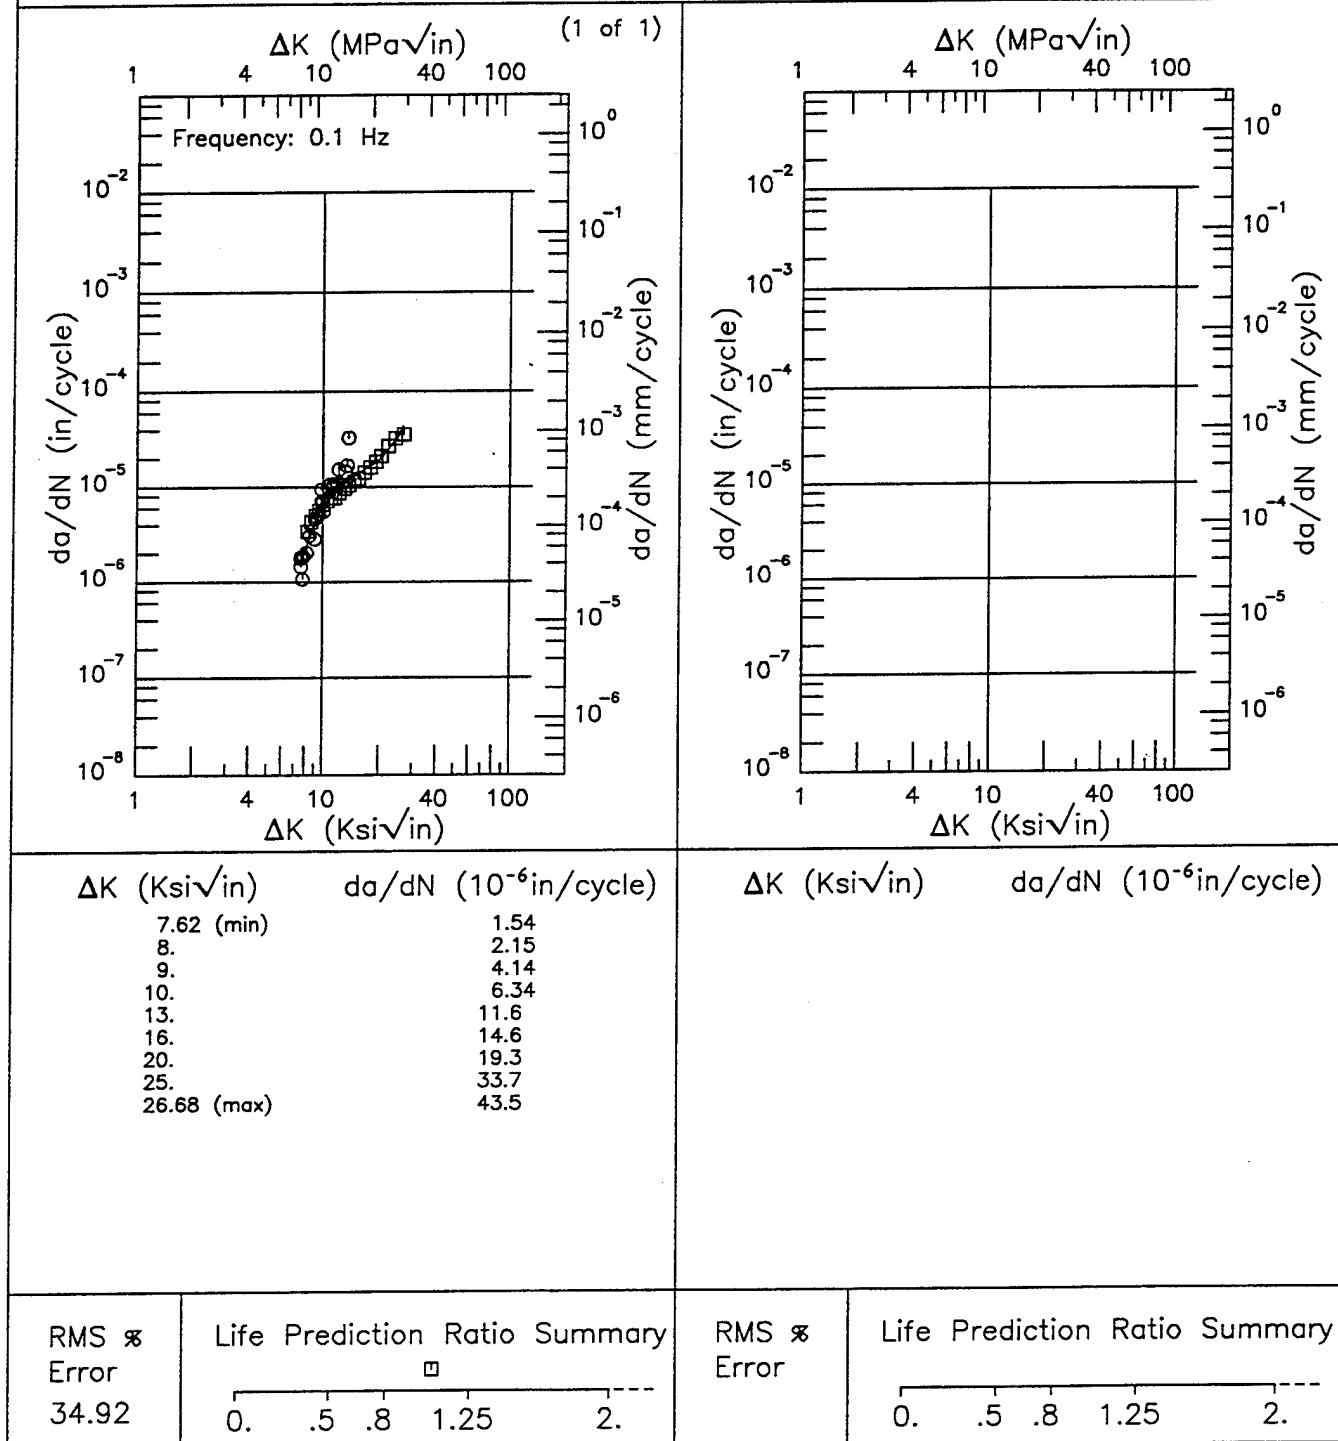 (1 of 1)
ΔK (MPa√in)
1 4 10 40 100
Frequency: 0.1 Hz
da/dN (in/cycle)
10⁻²
10⁻³
10⁻⁴
10⁻⁵
10⁻⁶
10⁻⁷
10⁻⁸
da/dN (mm/cycle)
10⁰
10⁻¹
10⁻²
10⁻³
10⁻⁴
10⁻⁵
10⁻⁶
1 4 10 40 100
ΔK (Ksi√in)
ΔK (MPa√in)
1 4 10 40 100
da/dN (in/cycle)
10⁻²
10⁻³
10⁻⁴
10⁻⁵
10⁻⁶
10⁻⁷
10⁻⁸
da/dN (mm/cycle)
10⁰
10⁻¹
10⁻²
10⁻³
10⁻⁴
10⁻⁵
10⁻⁶
1 4 10 40 100
ΔK (Ksi√in)
ΔK (Ksi√in) da/dN (10⁻⁶in/cycle)
7.62 (min) 1.54
8. 2.15
9. 4.14
10. 6.34
13. 11.6
16. 14.6
20. 19.3
25. 33.7
26.68 (max) 43.5
ΔK (Ksi√in) da/dN (10⁻⁶in/cycle)
RMS %
Error
34.92
Life Prediction Ratio Summary
0. .5 .8 1.25 2.
RMS %
Error
Life Prediction Ratio Summary
0. .5 .8 1.25 2.